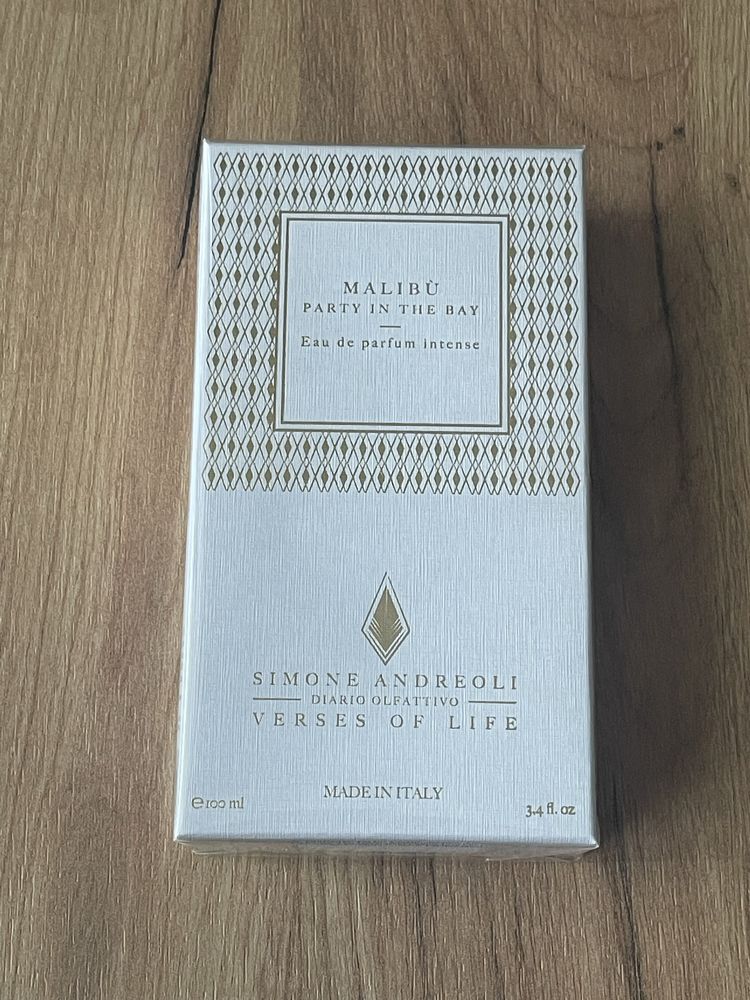 MALIBÙ
PARTY IN THE BAY
Eau de parfum intense
SIMONE ANDREOLI
DIARIO OLFATTIVO
VERSES OF LIFE
MADE IN ITALY
e 100 ml
3.4 fl. oz